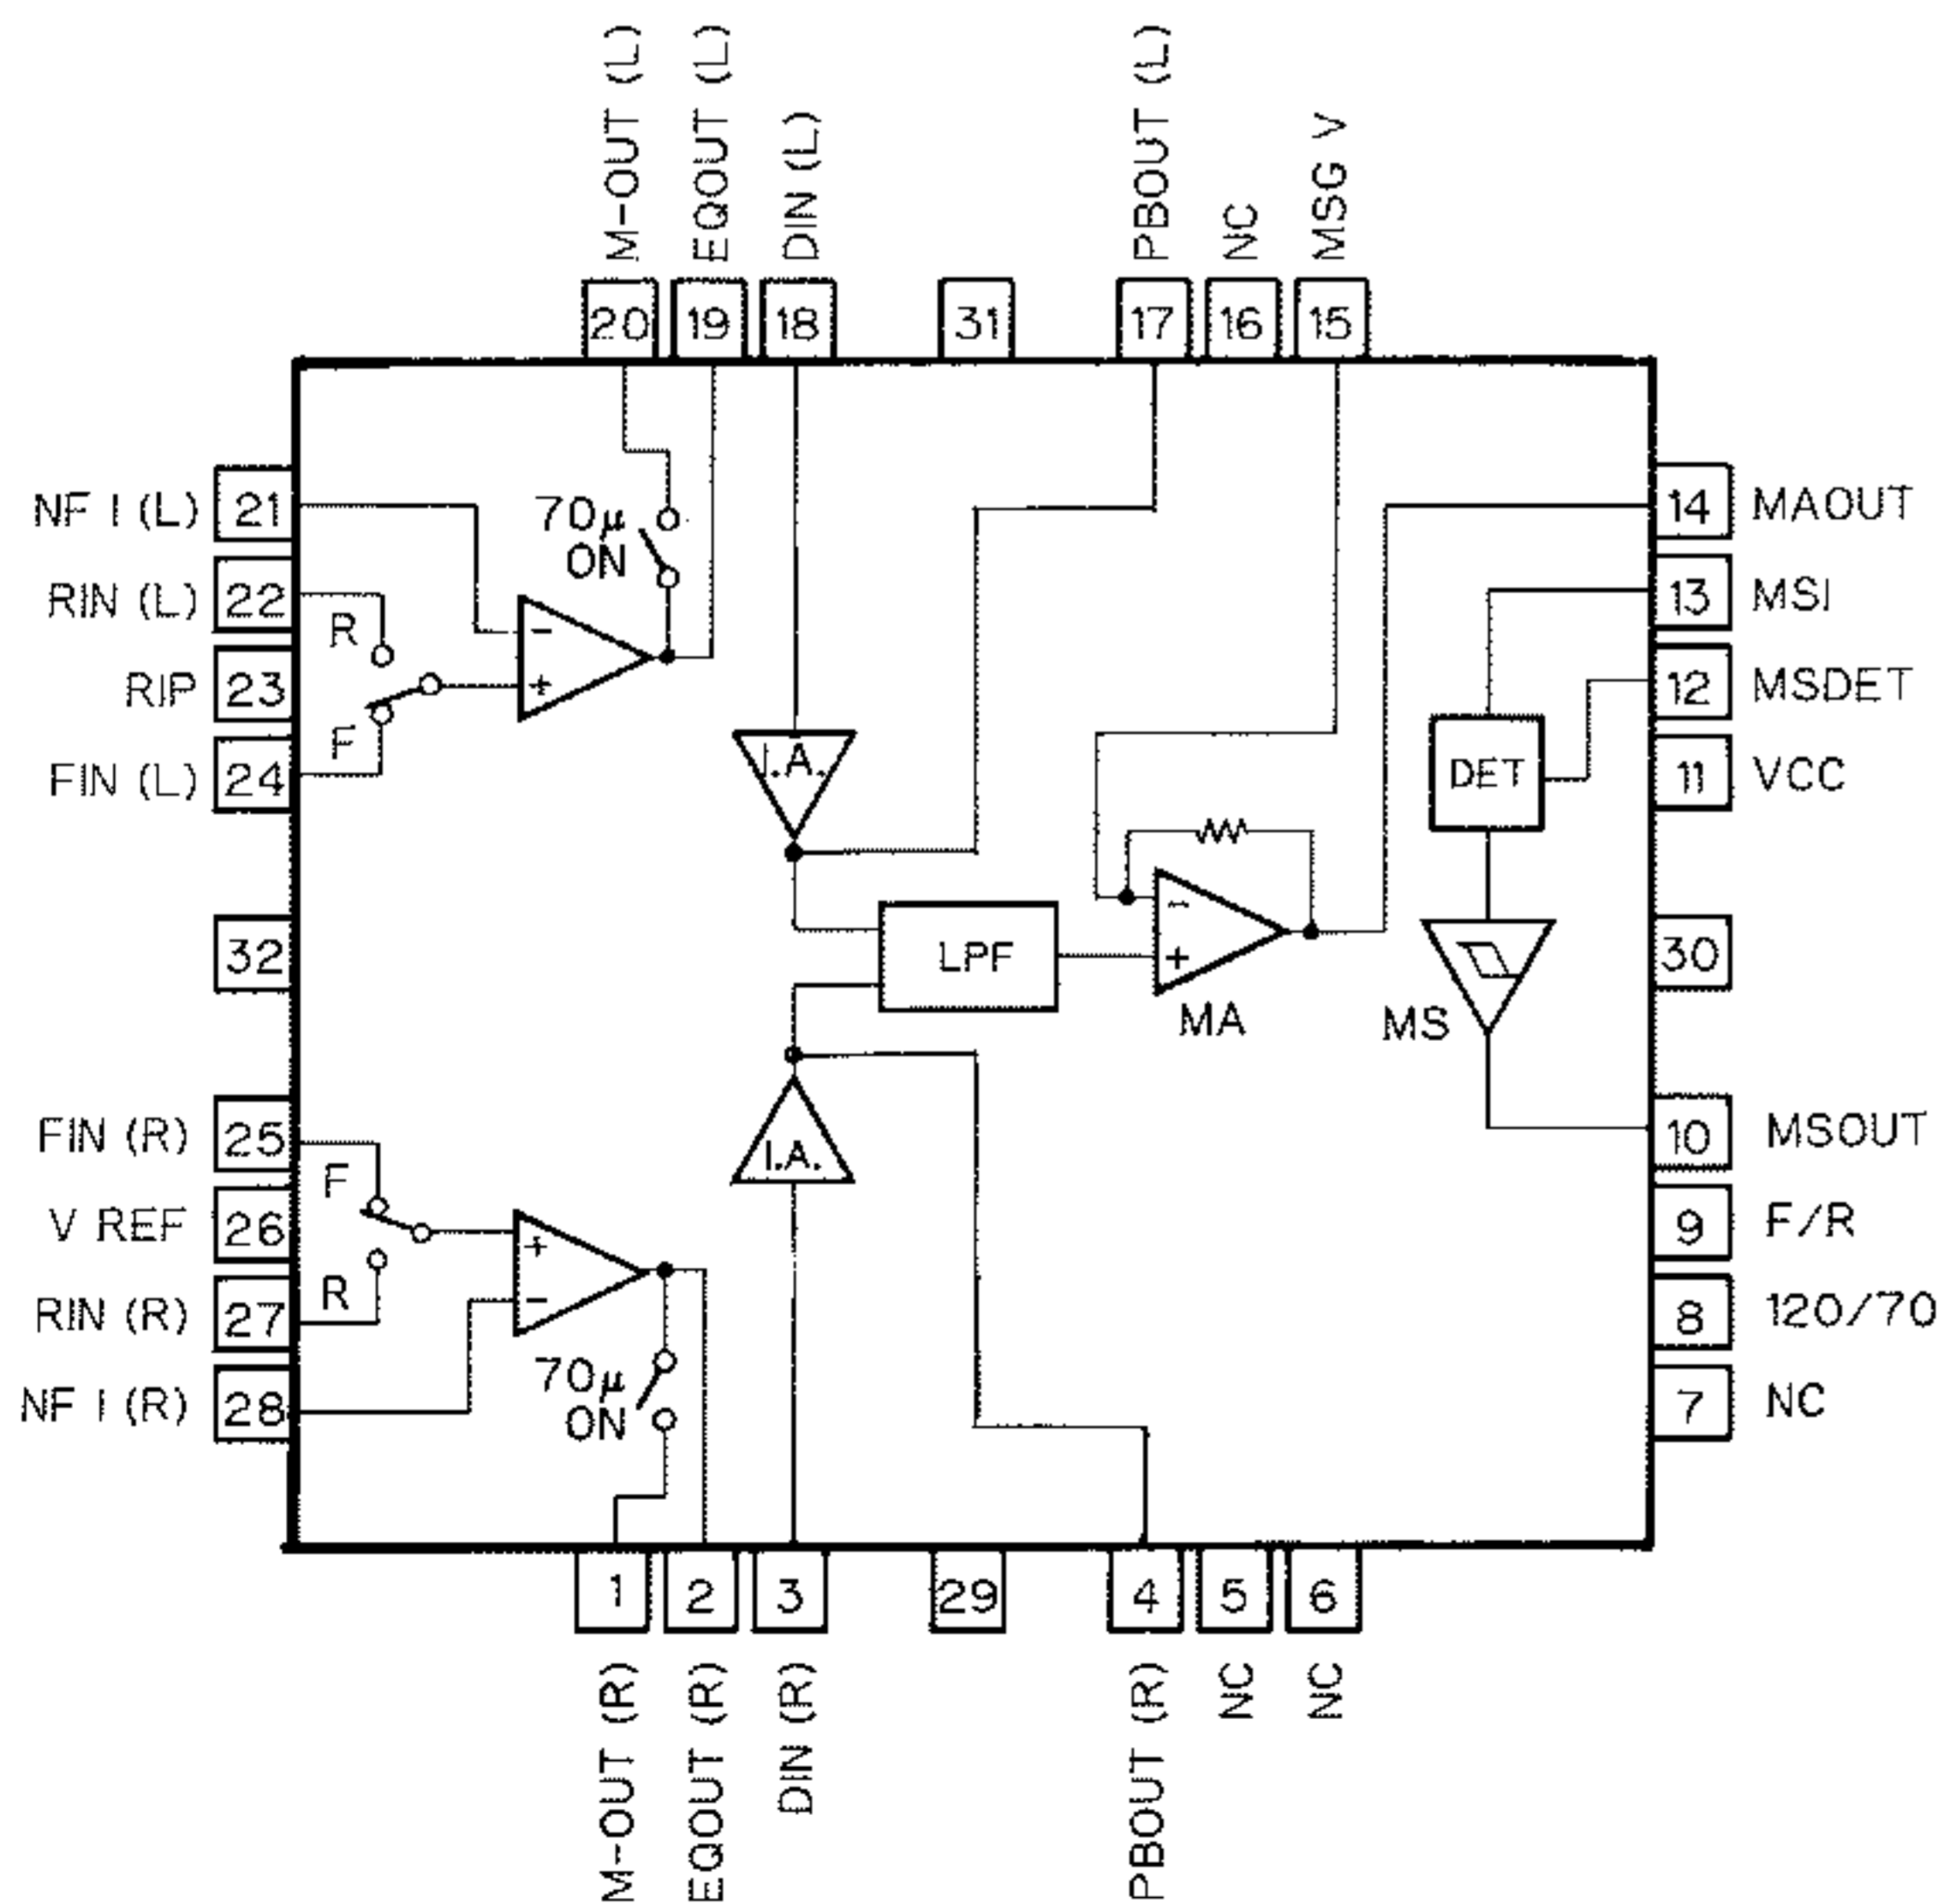 M-OUT (L)
EQOUT (L)
DIN (L)
PBOUT (L)
NC
MSG V
20
19
18
31
17
16
15
NF I (L)
21
RIN (L)
22
RIP
23
FIN (L)
24
32
FIN (R)
25
V REF
26
RIN (R)
27
NF I (R)
28
R
F
- 
+
70μ
ON
I.A.
LPF
-
+
MA
DET
MS
I.A.
F
R
+
-
70μ
ON
14
MAOUT
13
MSI
12
MSDET
11
VCC
30
10
MSOUT
9
F/R
8
120/70
7
NC
1
2
3
29
4
5
6
M-OUT (R)
EQOUT (R)
DIN (R)
PBOUT (R)
NC
NC